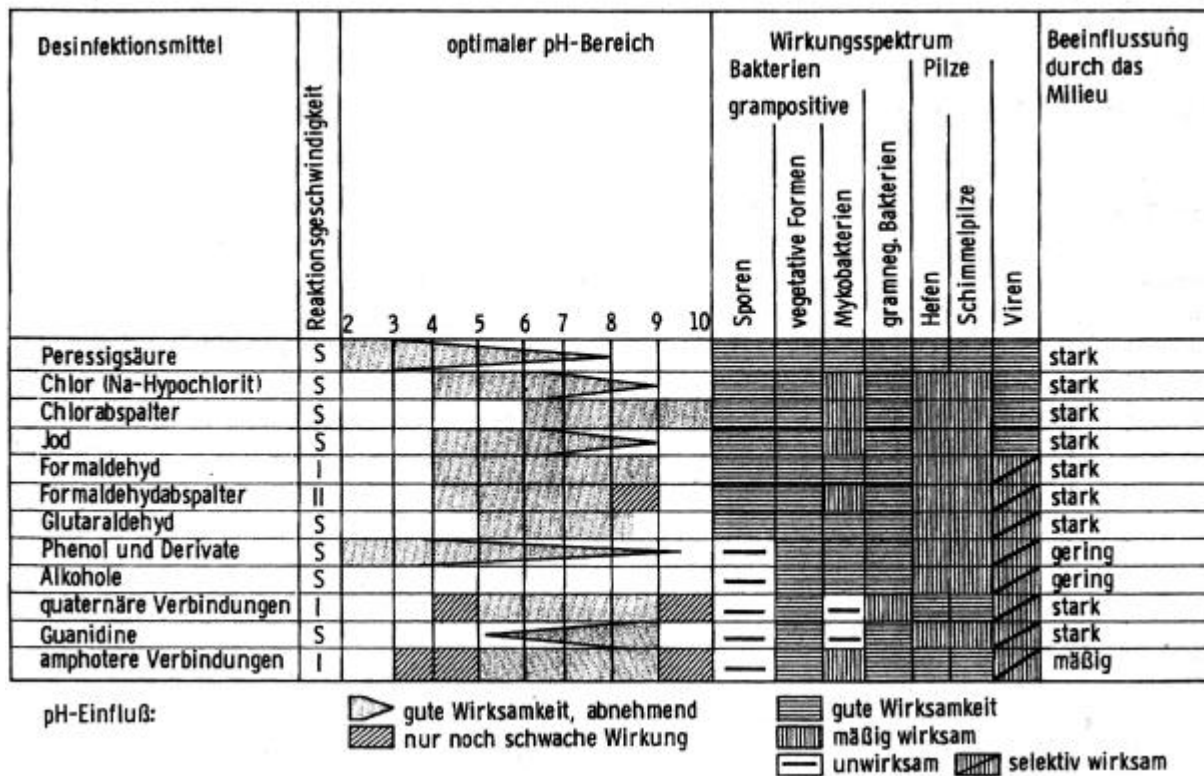 Desinfektionsmittel
Reaktionsgeschwindigkeit
optimaler pH-Bereich
2 3 4 5 6 7 8 9 10
Wirkungsspektrum
Bakterien
Pilze
grampositive
Sporen
vegetative Formen
Mykobakterien
gramneg. Bakterien
Hefen
Schimmelpilze
Viren
Beeinflussung
durch das
Milieu
Peressigsäure S stark
Chlor (Na-Hypochlorit) S stark
Chlorabspalter S stark
Jod S stark
Formaldehyd I stark
Formaldehydabspalter II stark
Glutaraldehyd S stark
Phenol und Derivate S gering
Alkohole S gering
quaternäre Verbindungen I stark
Guanidine S stark
amphotere Verbindungen I mäßig
pH-Einfluß:
gute Wirksamkeit, abnehmend
nur noch schwache Wirkung
gute Wirksamkeit
mäßig wirksam
unwirksam
selektiv wirksam